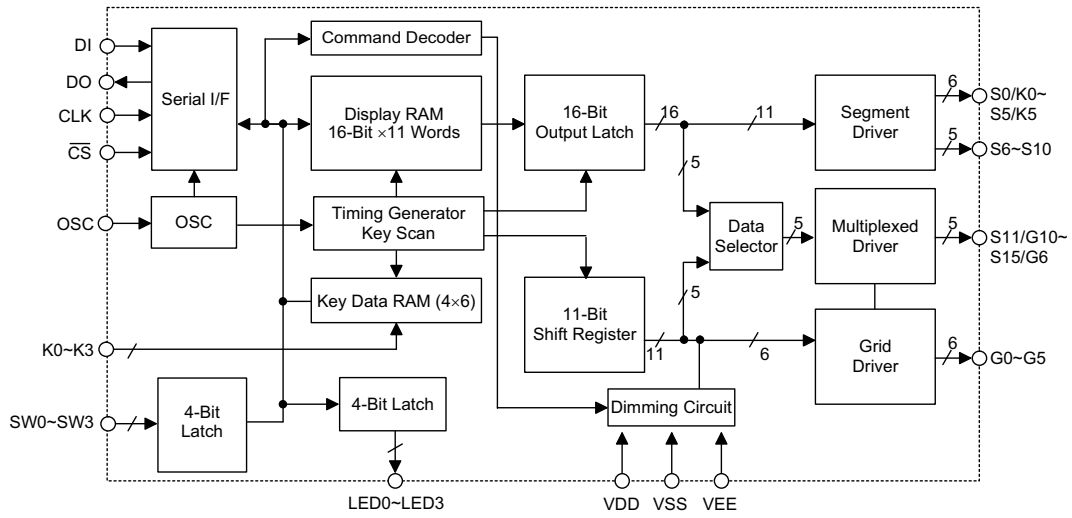 DI
DO
CLK
CS
OSC
K0~K3
SW0~SW3
Serial I/F
OSC
Command Decoder
Display RAM
16-Bit ×11 Words
Timing Generator
Key Scan
Key Data RAM (4×6)
4-Bit
Latch
4-Bit Latch
LED0~LED3
16-Bit
Output Latch
16
11
5
11-Bit
Shift Register
11
5
6
Data
Selector
5
Dimming Circuit
VDD
VSS
VEE
Segment
Driver
6
S0/K0~
S5/K5
5
S6~S10
Multiplexed
Driver
5
S11/G10~
S15/G6
Grid
Driver
6
G0~G5